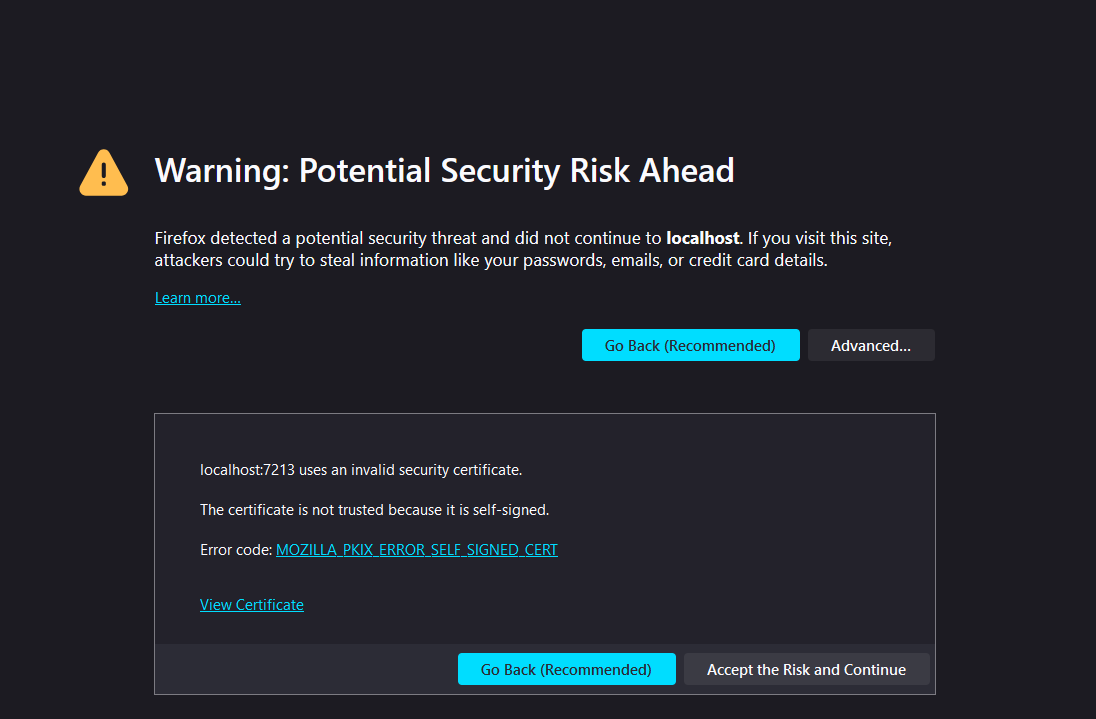 Warning: Potential Security Risk Ahead
Firefox detected a potential security threat and did not continue to localhost. If you visit this site,
attackers could try to steal information like your passwords, emails, or credit card details.
Learn more...
Go Back (Recommended)
Advanced...
localhost:7213 uses an invalid security certificate.
The certificate is not trusted because it is self-signed.
Error code: MOZILLA_PKIX_ERROR_SELF_SIGNED_CERT
View Certificate
Go Back (Recommended)
Accept the Risk and Continue